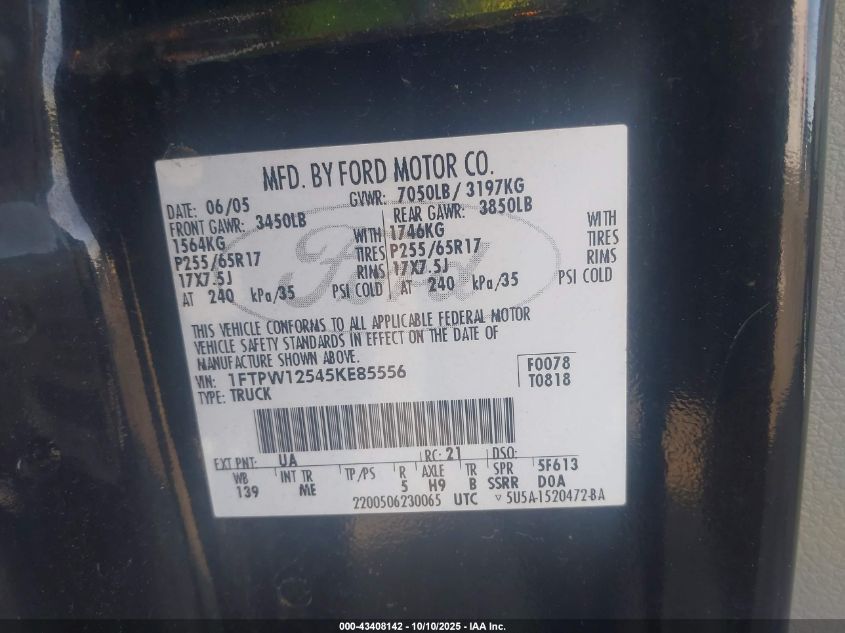 MFD. BY FORD MOTOR CO.
DATE: 06/05 GVWR: 7050LB/ 3197KG
FRONT GAWR: 3450LB REAR GAWR: 3850LB
1564KG WITH 1746KG WITH
P255/65R17 TIRES P255/65R17 TIRES
17X7.5J RIMS 17X7.5J RIMS
AT 240 kPa/35 PSI COLD AT 240 kPa/35 PSI COLD
Ford
THIS VEHICLE CONFORMS TO ALL APPLICABLE FEDERAL MOTOR
VEHICLE SAFETY STANDARDS IN EFFECT ON THE DATE OF
MANUFACTURE SHOWN ABOVE.
VIN: 1FTPW12545KE85556 F0078
TYPE: TRUCK T0818
EXT PNT: UA RC: 21 DSO:
WB INT TR TP/PS R AXLE TR SPR 5F613
139 ME 5 H9 B SSRR D0A
2200506230065 UTC ▽ 5U5A-1520472-BA
000-43408142 - 10/10/2025 - IAA Inc.